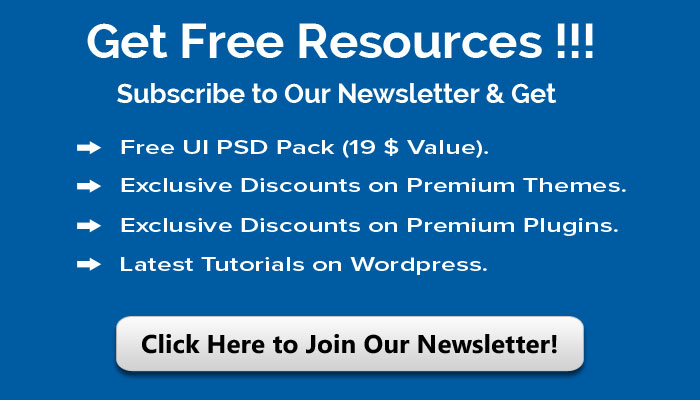 Get Free Resources !!!
Subscribe to Our Newsletter & Get
Free UI PSD Pack (19 $ Value).
Exclusive Discounts on Premium Themes.
Exclusive Discounts on Premium Plugins.
Latest Tutorials on Wordpress.
Click Here to Join Our Newsletter!